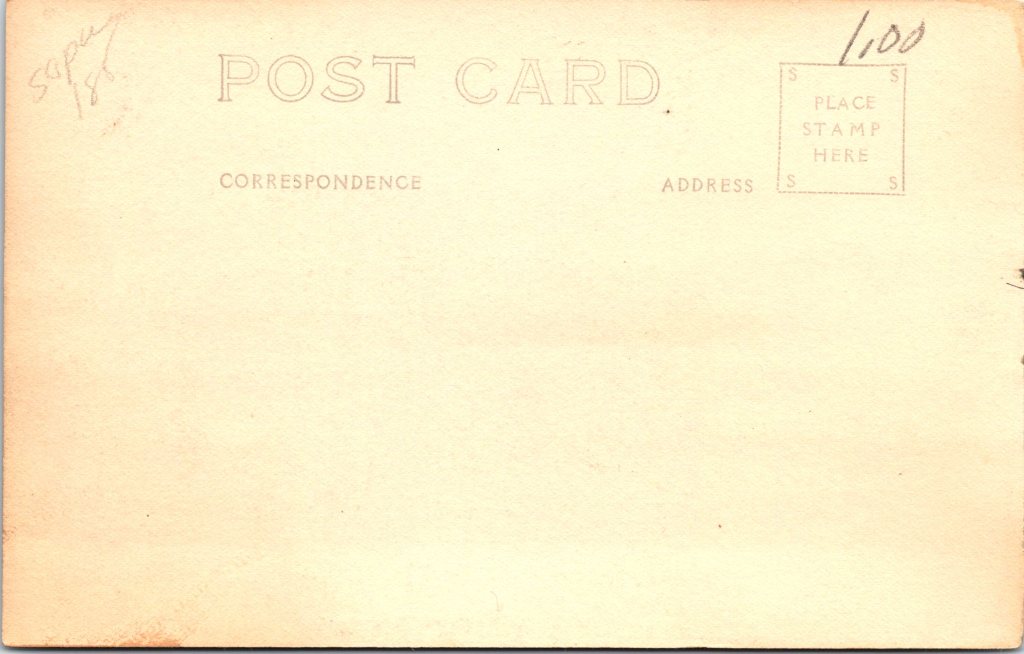 1,00
POST CARD
S S
PLACE
STAMP
HERE
S S
CORRESPONDENCE
ADDRESS